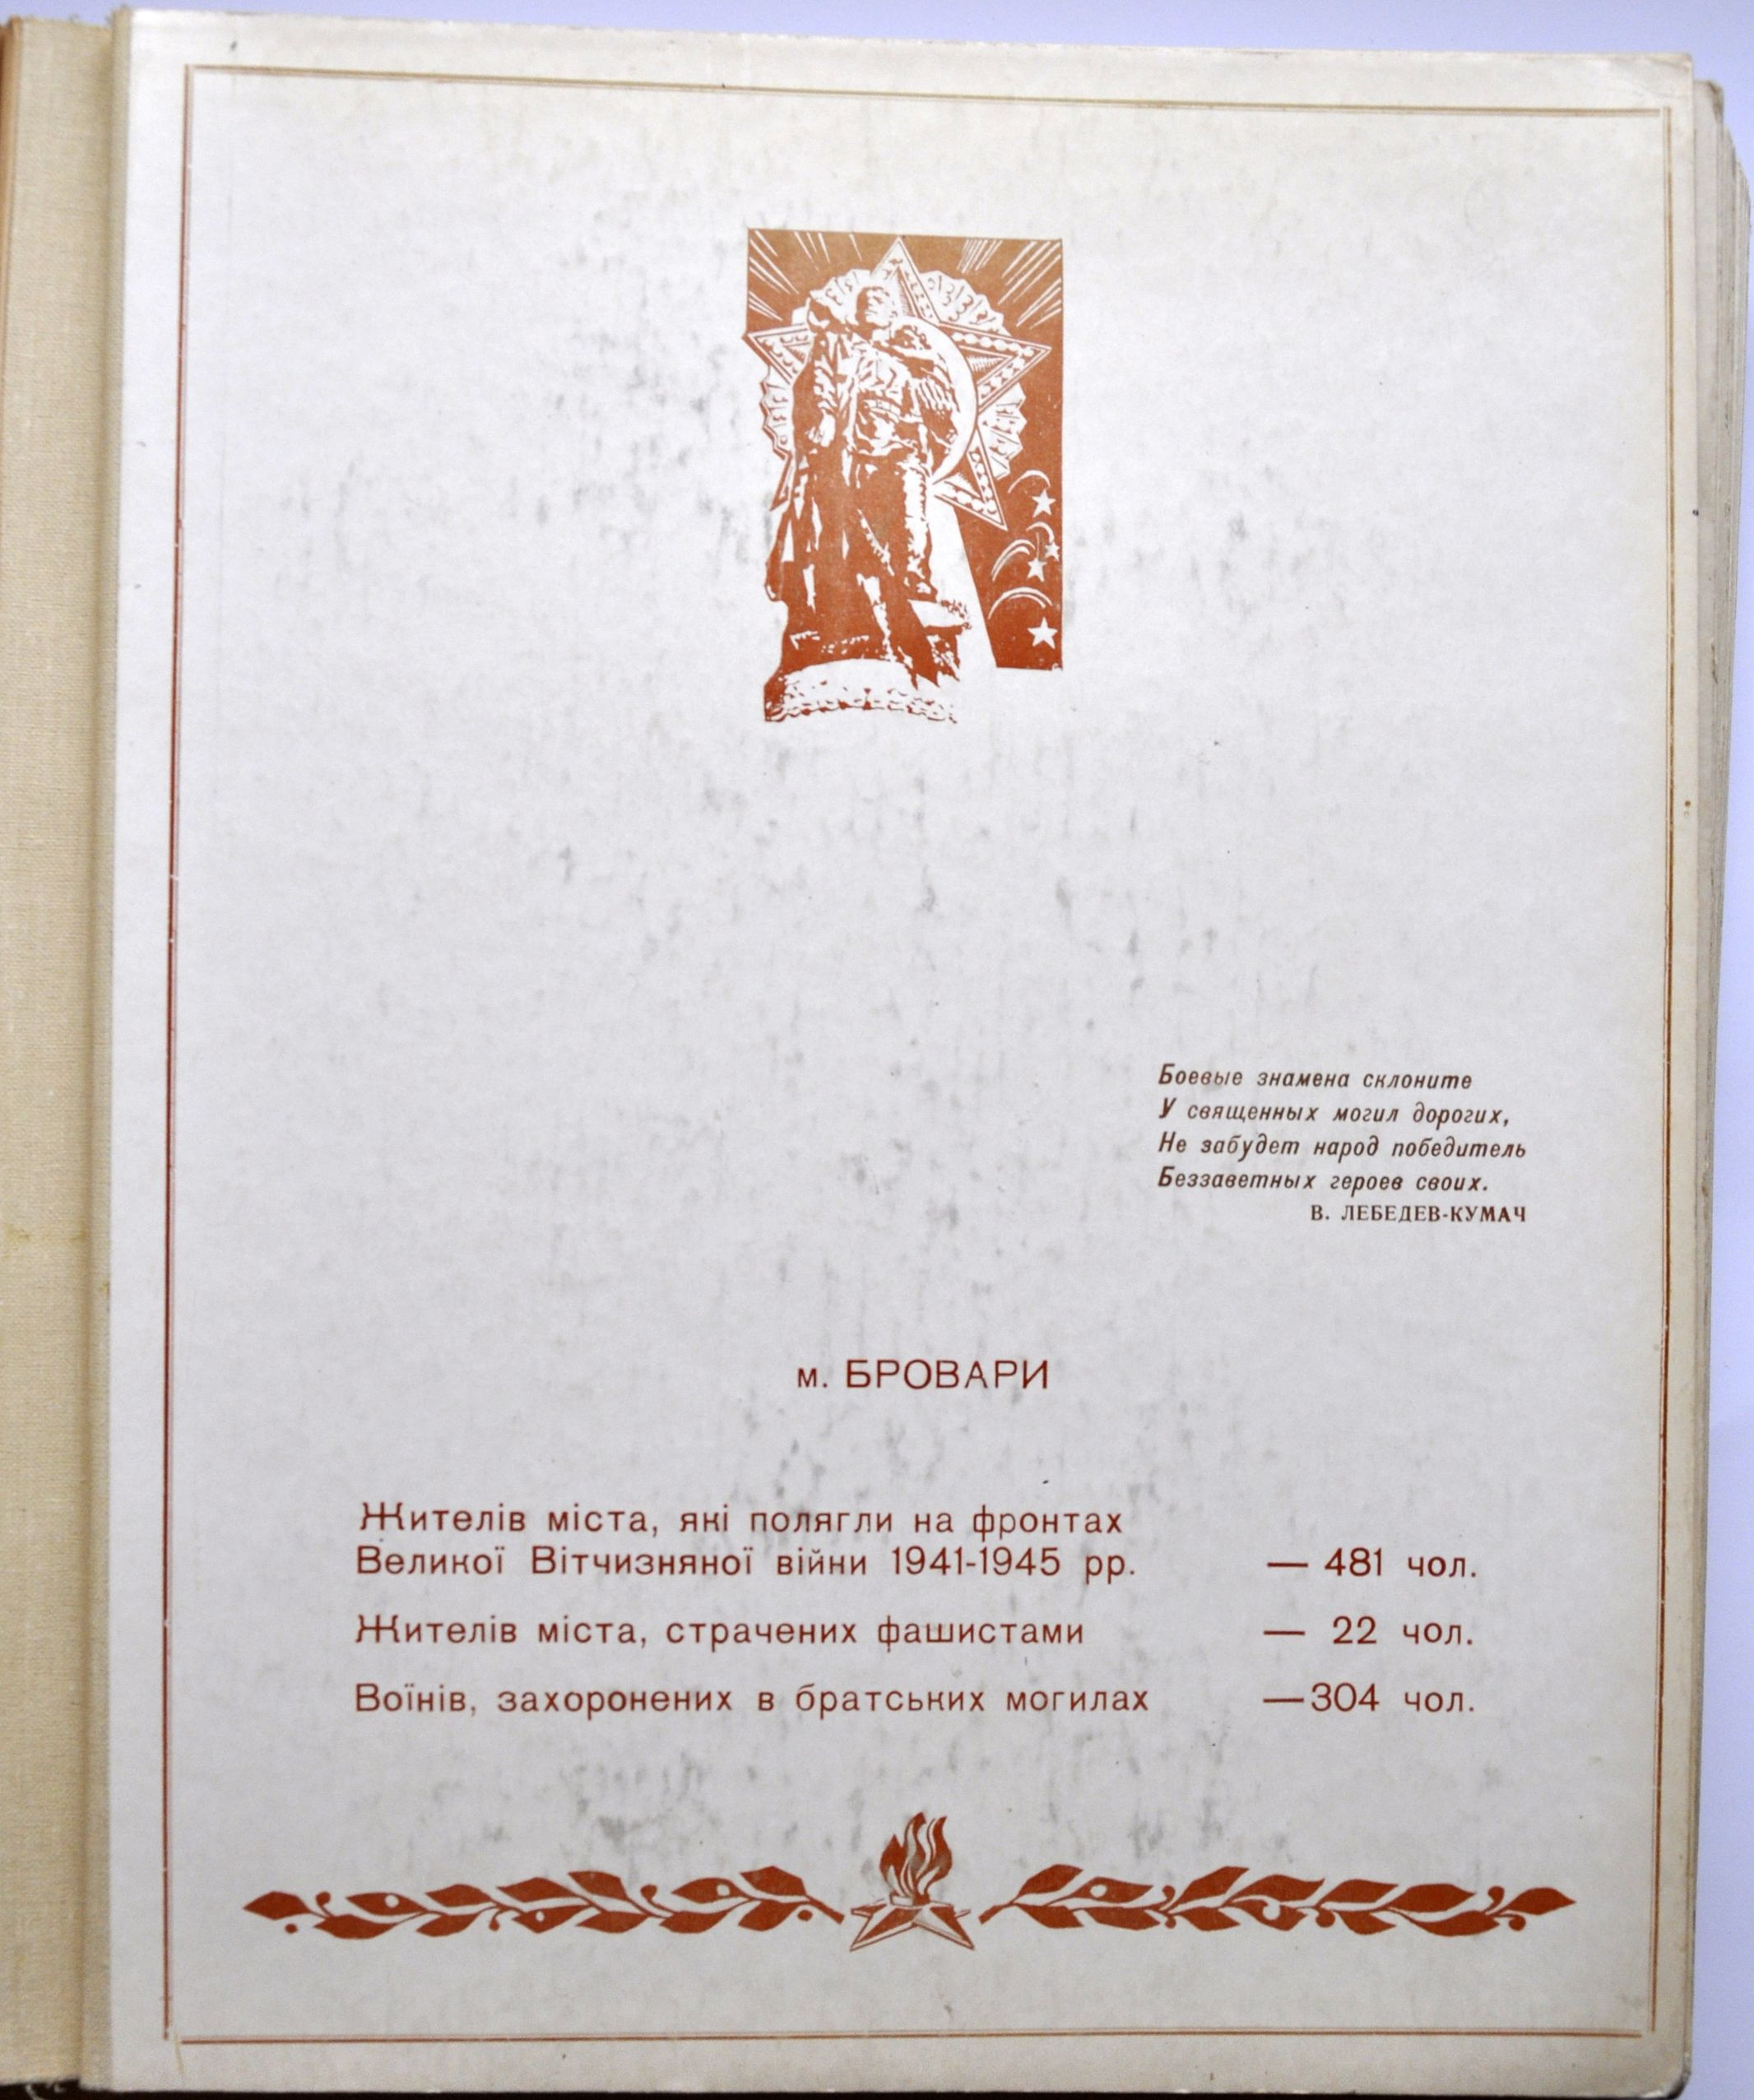 Боевые знамена склоните
У священных могил дорогих,
Не забудет народ победитель
Беззаветных героев своих.
В. ЛЕБЕДЕВ-КУМАЧ
м. БРОВАРИ
Жителів міста, які полягли на фронтах
Великої Вітчизняної війни 1941-1945 рр. — 481 чол.
Жителів міста, страчених фашистами — 22 чол.
Воїнів, захоронених в братських могилах —304 чол.